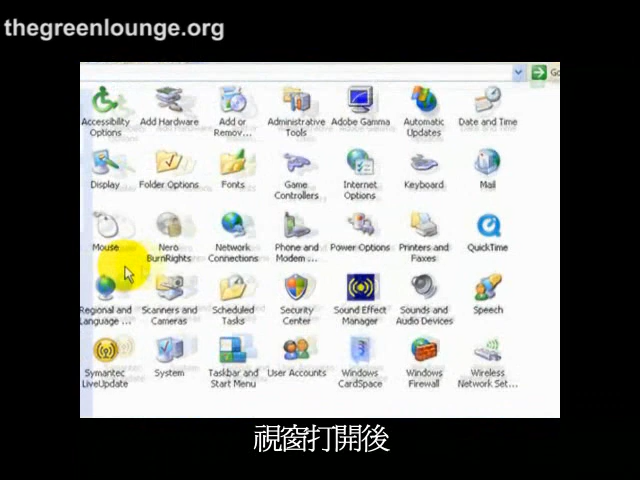 thegreenlounge.org
Go
Accessibility Options
Add Hardware
Add or Remov...
Administrative Tools
Adobe Gamma
Automatic Updates
Date and Time
Display
Folder Options
Fonts
Game Controllers
Internet Options
Keyboard
Mail
Mouse
Nero BurnRights
Network Connections
Phone and Modem ...
Power Options
Printers and Faxes
QuickTime
Regional and Language ...
Scanners and Cameras
Scheduled Tasks
Security Center
Sound Effect Manager
Sounds and Audio Devices
Speech
Symantec LiveUpdate
System
Taskbar and Start Menu
User Accounts
Windows CardSpace
Windows Firewall
Wireless Network Set...
視窗打開後